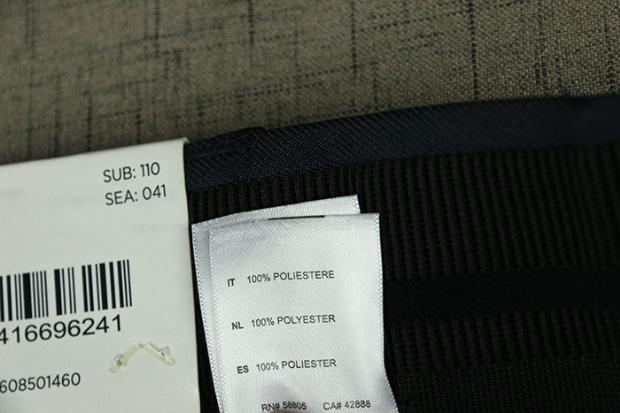 SUB: 110
SEA: 041
416696241
608501460
IT 100% POLIESTERE
NL 100% POLYESTER
ES 100% POLIESTER
RN# 58805 CA# 42888